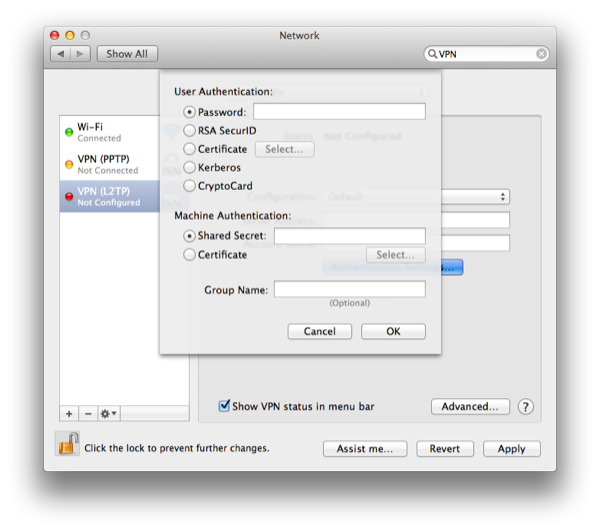 Network
Show All
VPN
User Authentication:
Password:
RSA SecurID
Certificate Select...
Kerberos
CryptoCard
Machine Authentication:
Shared Secret:
Certificate Select...
Group Name:
(Optional)
Cancel OK
Wi-Fi
Connected
VPN (PPTP)
Not Connected
VPN (L2TP)
Not Configured
Status: Not Configured
Configuration: Default
Show VPN status in menu bar
Advanced... ?
Click the lock to prevent further changes.
Assist me... Revert Apply